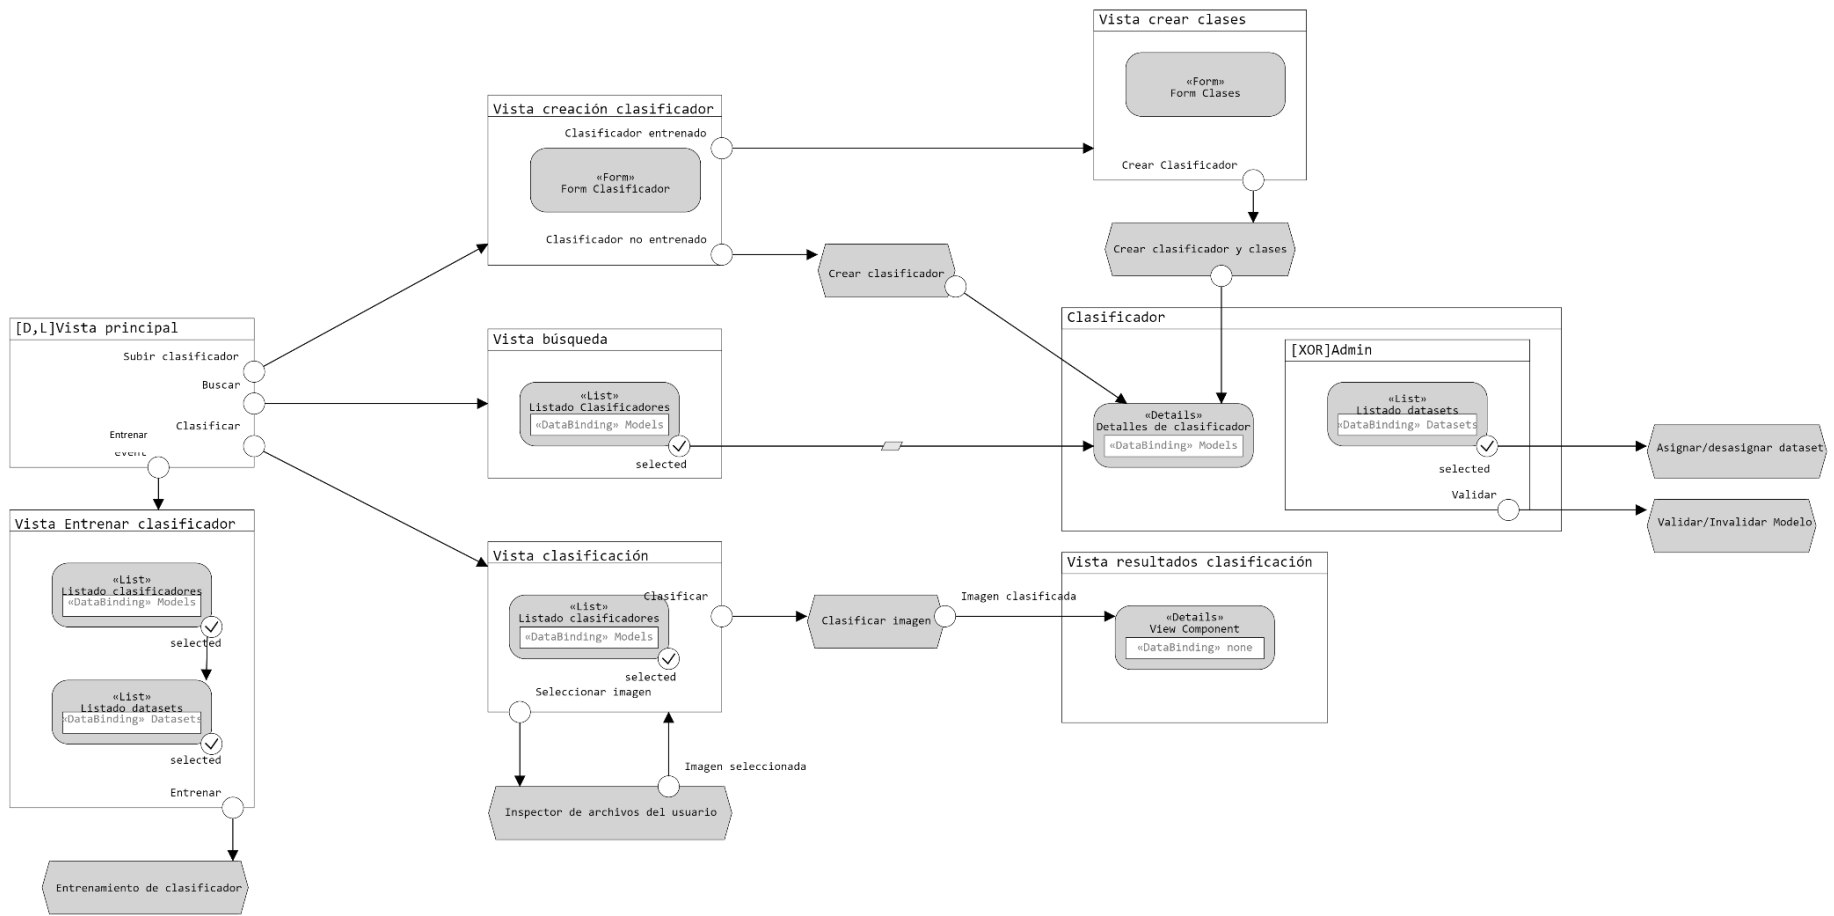 Vista crear clases
«Form»
Form Clases
Crear Clasificador
Vista creación clasificador
Clasificador entrenado
«Form»
Form Clasificador
Clasificador no entrenado
Crear clasificador
Crear clasificador y clases
[D,L]Vista principal
Subir clasificador
Buscar
Clasificar
Entrenar
event
Vista búsqueda
«List»
Listado Clasificadores
«DataBinding» Models
selected
Clasificador
«Details»
Detalles de clasificador
«DataBinding» Models
[XOR]Admin
«List»
Listado datasets
«DataBinding» Datasets
selected
Validar
Asignar/desasignar dataset
Validar/Invalidar Modelo
Vista Entrenar clasificador
«List»
Listado clasificadores
«DataBinding» Models
selected
«List»
Listado datasets
«DataBinding» Datasets
selected
Entrenar
Entrenamiento de clasificador
Vista clasificación
Clasificar
«List»
Listado clasificadores
«DataBinding» Models
selected
Seleccionar imagen
Clasificar imagen
Imagen clasificada
Imagen seleccionada
Inspector de archivos del usuario
Vista resultados clasificación
«Details»
View Component
«DataBinding» none